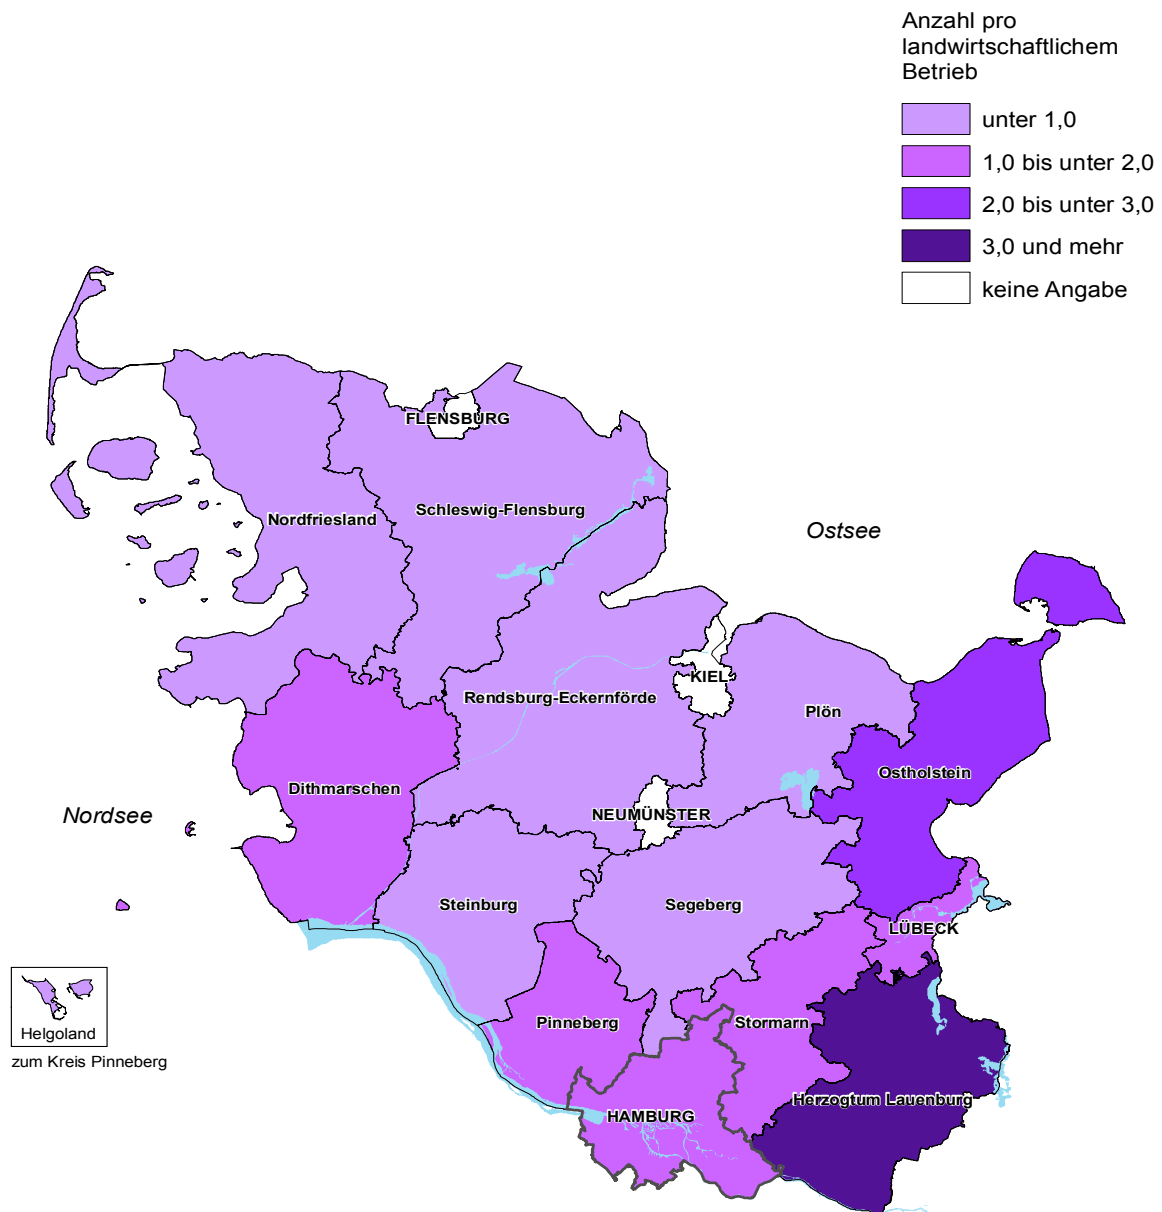 Anzahl pro
landwirtschaftlichem
Betrieb
unter 1,0
1,0 bis unter 2,0
2,0 bis unter 3,0
3,0 und mehr
keine Angabe
FLENSBURG
Schleswig-Flensburg
Nordfriesland
Ostsee
KIEL
Rendsburg-Eckernförde
Plön
Ostholstein
Dithmarschen
Nordsee
NEUMÜNSTER
Steinburg
Segeberg
LÜBECK
Pinneberg
Stormarn
Helgoland
zum Kreis Pinneberg
Herzogtum Lauenburg
HAMBURG